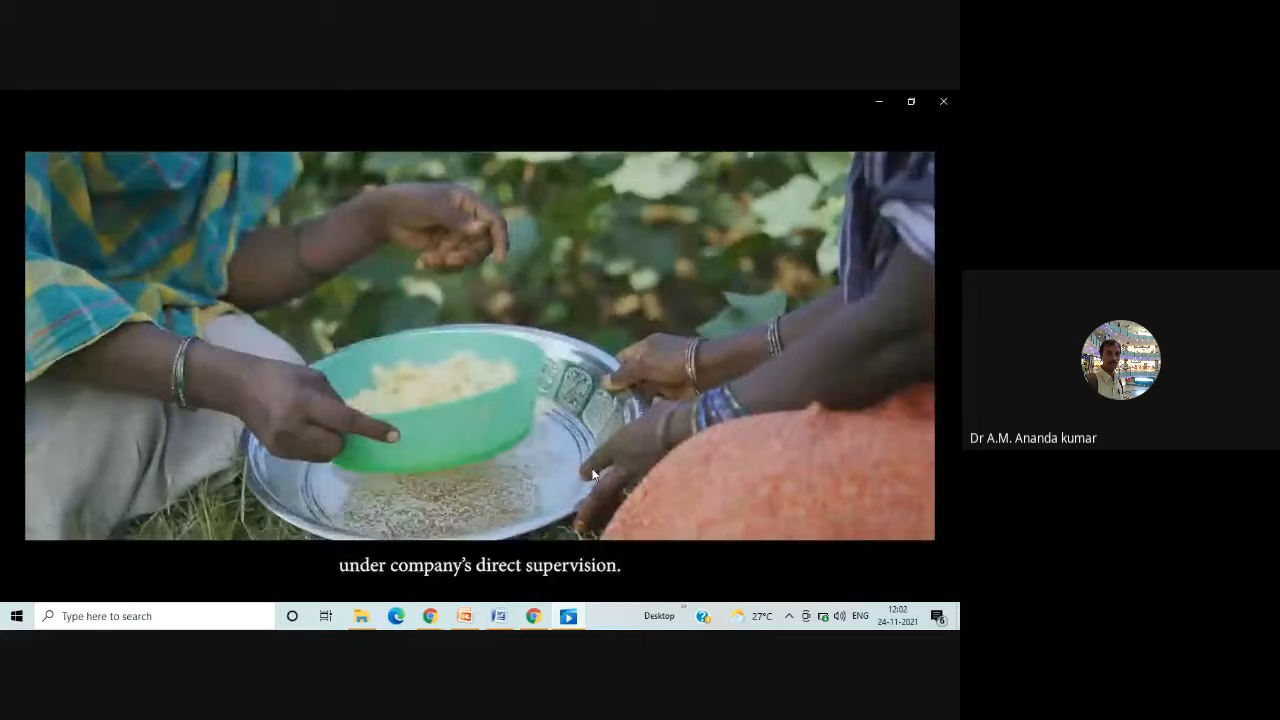 under company's direct supervision.
Dr A.M. Ananda kumar
Type here to search
Desktop
27°C
ENG
12:02
24-11-2021
6